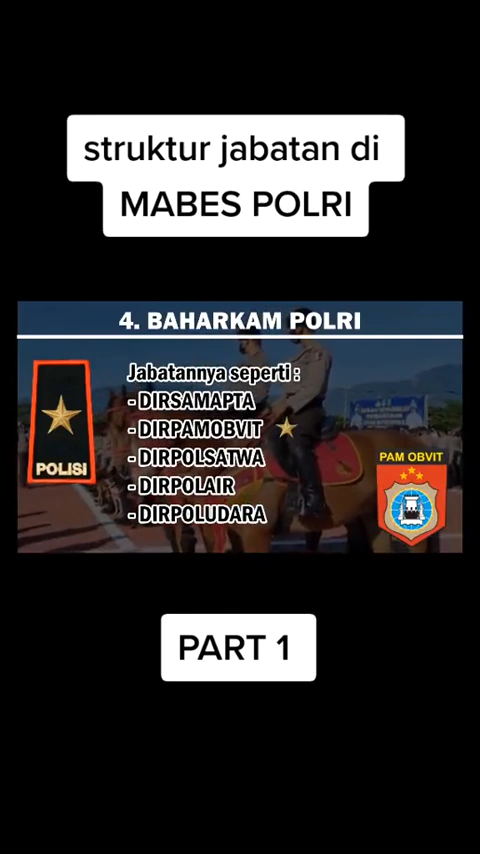 struktur jabatan di
MABES POLRI
4. BAHARKAM POLRI
Jabatannya seperti :
- DIRSAMAPTA
- DIRPAMOBVIT
- DIRPOLSATWA
- DIRPOLAIR
- DIRPOLUDARA
POLISI
PAM OBVIT
PART 1